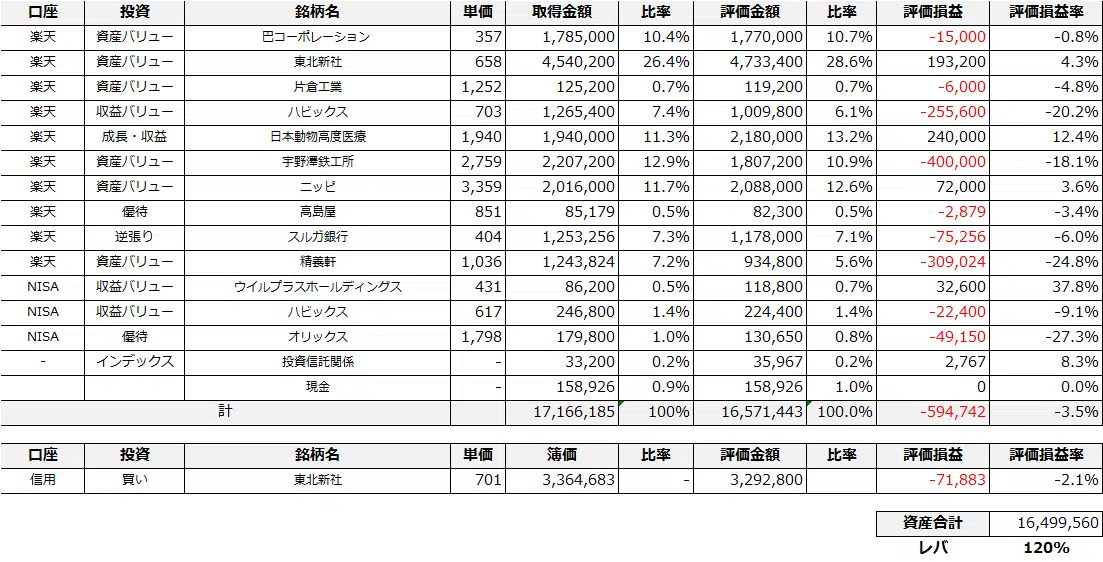 口座 投資 銘柄名 単価 取得金額 比率 評価金額 比率 評価損益 評価損益率
楽天 資産バリュー 巴コーポレーション 357 1,785,000 10.4% 1,770,000 10.7% -15,000 -0.8%
楽天 資産バリュー 東北新社 658 4,540,200 26.4% 4,733,400 28.6% 193,200 4.3%
楽天 資産バリュー 片倉工業 1,252 125,200 0.7% 119,200 0.7% -6,000 -4.8%
楽天 収益バリュー ハビックス 703 1,265,400 7.4% 1,009,800 6.1% -255,600 -20.2%
楽天 成長・収益 日本動物高度医療 1,940 1,940,000 11.3% 2,180,000 13.2% 240,000 12.4%
楽天 資産バリュー 宇野澤鉄工所 2,759 2,207,200 12.9% 1,807,200 10.9% -400,000 -18.1%
楽天 資産バリュー ニッピ 3,359 2,016,000 11.7% 2,088,000 12.6% 72,000 3.6%
楽天 優待 高島屋 851 85,179 0.5% 82,300 0.5% -2,879 -3.4%
楽天 逆張り スルガ銀行 404 1,253,256 7.3% 1,178,000 7.1% -75,256 -6.0%
楽天 資産バリュー 精養軒 1,036 1,243,824 7.2% 934,800 5.6% -309,024 -24.8%
NISA 収益バリュー ウイルプラスホールディングス 431 86,200 0.5% 118,800 0.7% 32,600 37.8%
NISA 収益バリュー ハビックス 617 246,800 1.4% 224,400 1.4% -22,400 -9.1%
NISA 優待 オリックス 1,798 179,800 1.0% 130,650 0.8% -49,150 -27.3%
- インデックス 投資信託関係 - 33,200 0.2% 35,967 0.2% 2,767 8.3%
現金 - 158,926 0.9% 158,926 1.0% 0 0.0%
計 17,166,185 100% 16,571,443 100.0% -594,742 -3.5%
口座 投資 銘柄名 単価 簿価 比率 評価金額 比率 評価損益 評価損益率
信用 買い 東北新社 701 3,364,683 - 3,292,800 -71,883 -2.1%
資産合計 16,499,560
レバ 120%